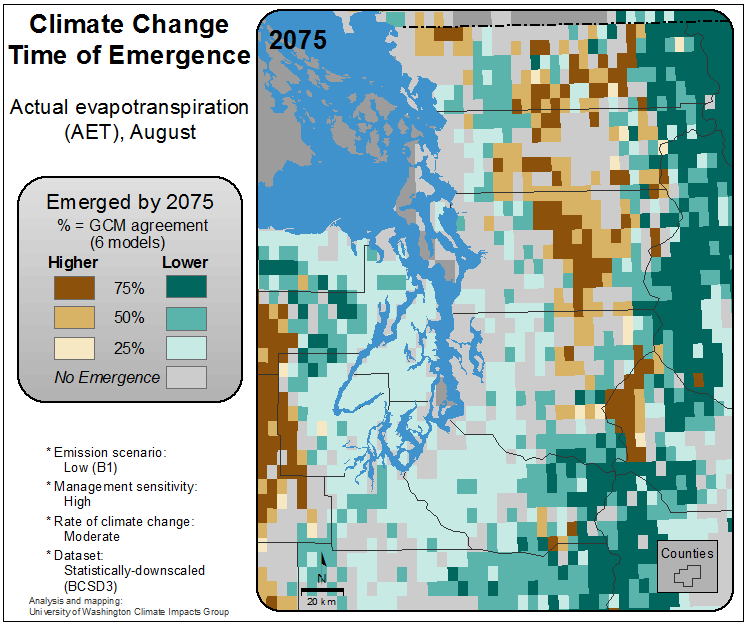 Climate Change
Time of Emergence
Actual evapotranspiration
(AET), August
Emerged by 2075
% = GCM agreement
(6 models)
Higher Lower
75%
50%
25%
No Emergence
* Emission scenario:
Low (B1)
* Management sensitivity:
High
* Rate of climate change:
Moderate
* Dataset:
Statistically-downscaled
(BCSD3)
Analysis and mapping:
University of Washington Climate Impacts Group
2075
N
20 km
Counties